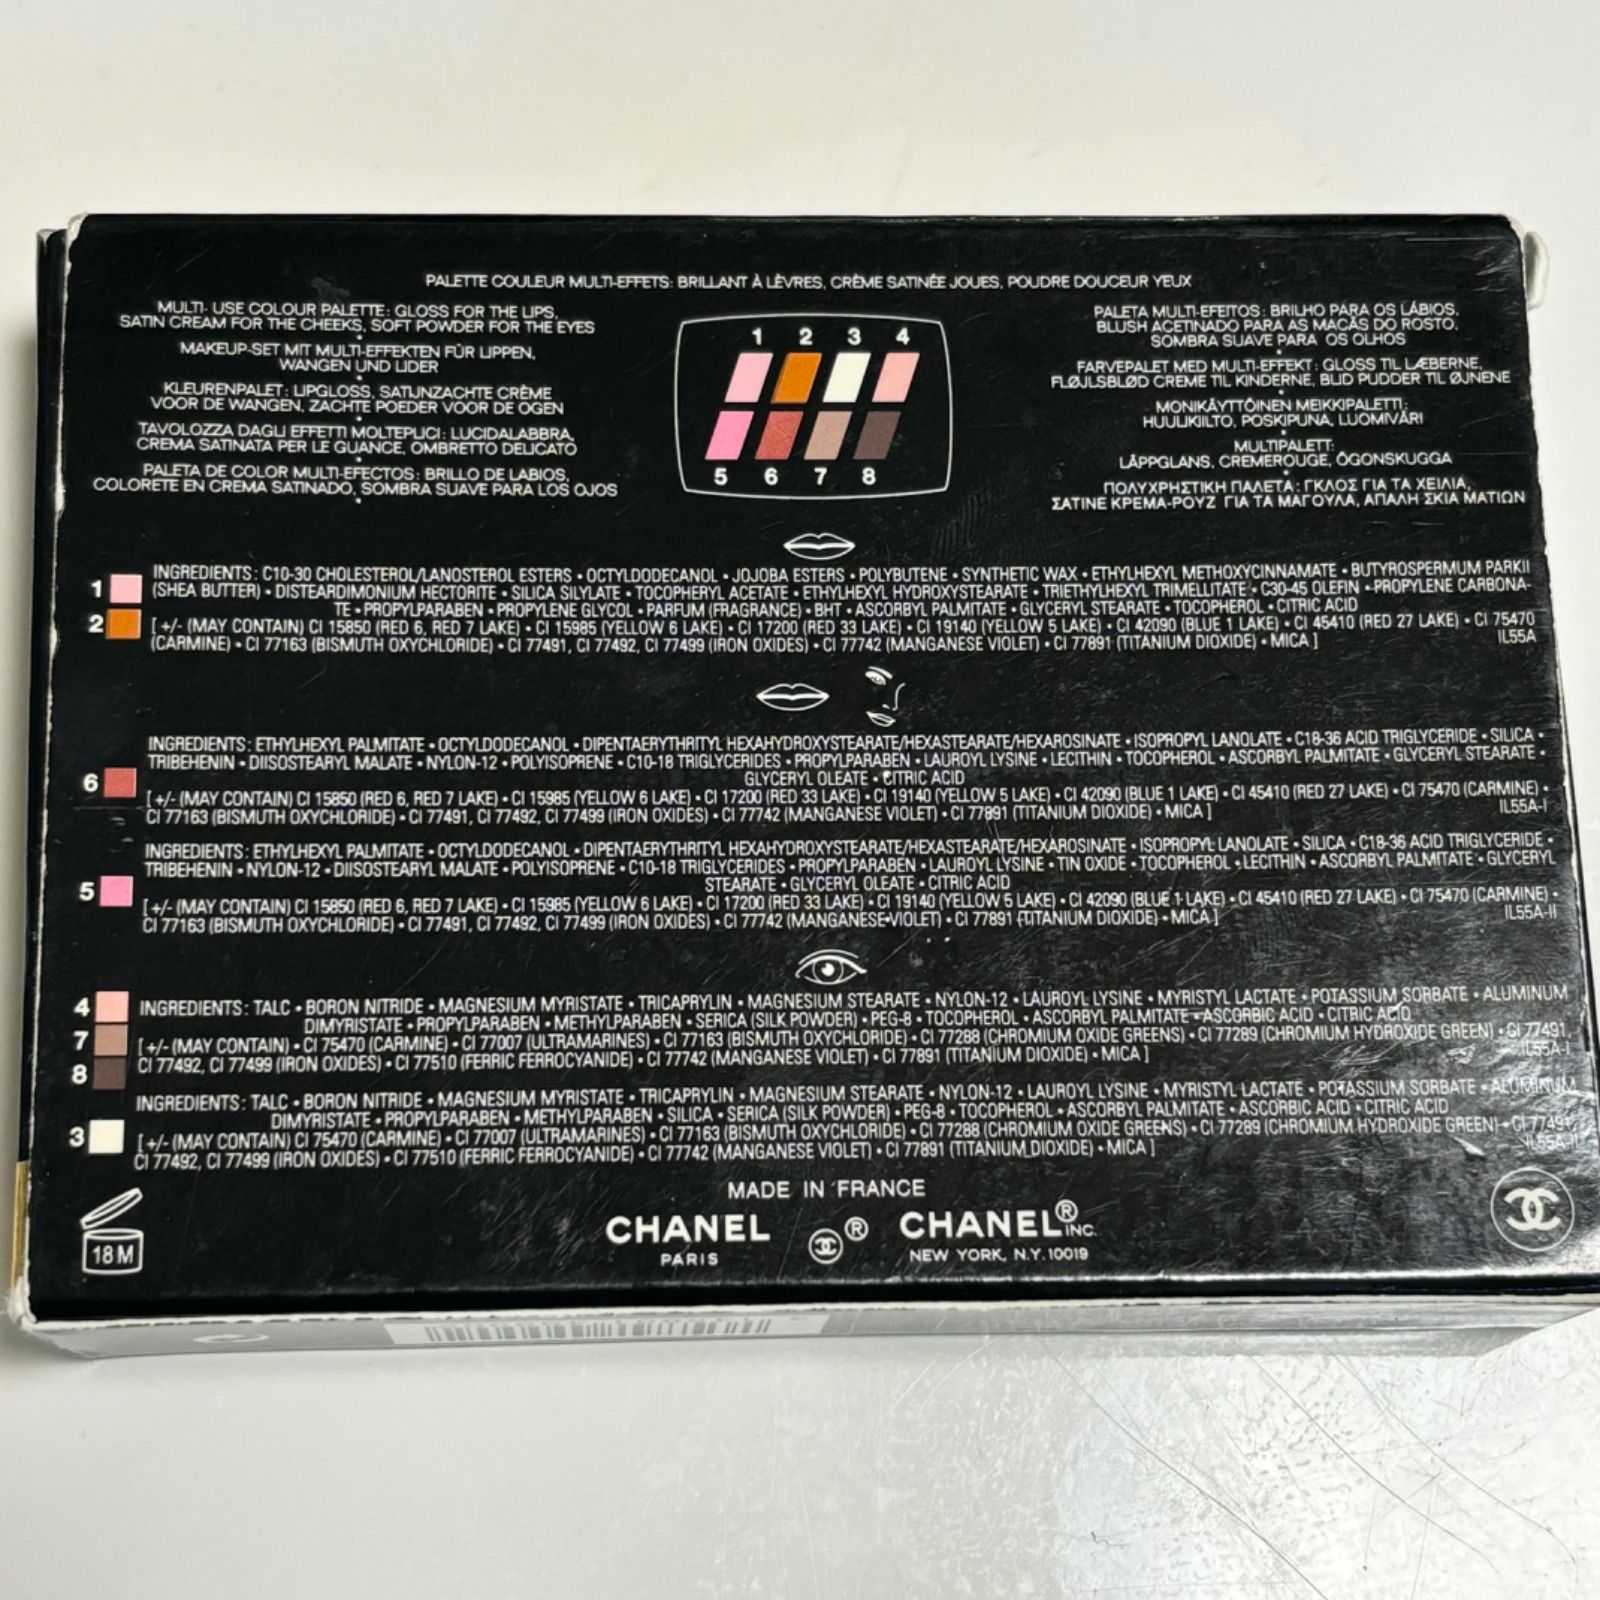 PALETTE COULEUR MULTI-EFFETS: BRILLANT À LÈVRES, CRÈME SATINÉE JOUES, POUDRE DOUCEUR YEUX
MULTI- USE COLOUR PALETTE: GLOSS FOR THE LIPS,
SATIN CREAM FOR THE CHEEKS, SOFT POWDER FOR THE EYES
•
MAKEUP-SET MIT MULTI-EFFEKTEN FÜR LIPPEN,
WANGEN UND LIDER
•
KLEURENPALET: LIPGLOSS, SATIJNZACHTE CRÈME
VOOR DE WANGEN, ZACHTE POEDER VOOR DE OGEN
•
TAVOLOZZA DAGLI EFFETTI MOLTEPLICI: LUCIDALABBRA,
CREMA SATINATA PER LE GUANCE, OMBRETTO DELICATO
•
PALETA DE COLOR MULTI-EFECTOS: BRILLO DE LABIOS,
COLORETE EN CREMA SATINADO, SOMBRA SUAVE PARA LOS OJOS
•
1 2 3 4
5 6 7 8
PALETA MULTI-EFEITOS: BRILHO PARA OS LÁBIOS,
BLUSH ACETINADO PARA AS MAÇÃS DO ROSTO,
SOMBRA SUAVE PARA OS OLHOS
•
FARVEPALET MED MULTI-EFFEKT: GLOSS TIL LÆBERNE,
FLØJLSBLØD CREME TIL KINDERNE, BLID PUDDER TIL ØJNENE
•
MONIKÄYTTÖINEN MEIKKIPALETTI:
HUULIKIILTO, POSKIPUNA, LUOMIVÄRI
•
MULTIPALETT:
LÄPPGLANS, CREMEROUGE, ÖGONSKUGGA
•
ΠΟΛΥΧΡΗΣΤΙΚΗ ΠΑΛΕΤΑ: ΓΚΛΟΣ ΓΙΑ ΤΑ ΧΕΙΛΙΑ,
ΣΑΤΙΝΕ ΚΡΕΜΑ-ΡΟΥΖ ΓΙΑ ΤΑ ΜΑΓΟΥΛΑ, ΑΠΑΛΗ ΣΚΙΑ ΜΑΤΙΩΝ
1
2
INGREDIENTS: C10-30 CHOLESTEROL/LANOSTEROL ESTERS • OCTYLDODECANOL • JOJOBA ESTERS • POLYBUTENE • SYNTHETIC WAX • ETHYLHEXYL METHOXYCINNAMATE • BUTYROSPERMUM PARKII
(SHEA BUTTER) • DISTEARDIMONIUM HECTORITE • SILICA SILYLATE • TOCOPHERYL ACETATE • ETHYLHEXYL HYDROXYSTEARATE • TRIETHYLHEXYL TRIMELLITATE • C30-45 OLEFIN • PROPYLENE CARBONA-
TE • PROPYLPARABEN • PROPYLENE GLYCOL • PARFUM (FRAGRANCE) • BHT • ASCORBYL PALMITATE • GLYCERYL STEARATE • TOCOPHEROL • CITRIC ACID
[ +/- (MAY CONTAIN) CI 15850 (RED 6, RED 7 LAKE) • CI 15985 (YELLOW 6 LAKE) • CI 17200 (RED 33 LAKE) • CI 19140 (YELLOW 5 LAKE) • CI 42090 (BLUE 1 LAKE) • CI 45410 (RED 27 LAKE) • CI 75470
(CARMINE) • CI 77163 (BISMUTH OXYCHLORIDE) • CI 77491, CI 77492, CI 77499 (IRON OXIDES) • CI 77742 (MANGANESE VIOLET) • CI 77891 (TITANIUM DIOXIDE) • MICA ] IL55A
6
INGREDIENTS: ETHYLHEXYL PALMITATE • OCTYLDODECANOL • DIPENTAERYTHRITYL HEXAHYDROXYSTEARATE/HEXASTEARATE/HEXAROSINATE • ISOPROPYL LANOLATE • C18-36 ACID TRIGLYCERIDE • SILICA •
TRIBEHENIN • DIISOSTEARYL MALATE • NYLON-12 • POLYISOPRENE • C10-18 TRIGLYCERIDES • PROPYLPARABEN • LAUROYL LYSINE • LECITHIN • TOCOPHEROL • ASCORBYL PALMITATE • GLYCERYL STEARATE •
GLYCERYL OLEATE • CITRIC ACID
[ +/- (MAY CONTAIN) CI 15850 (RED 6, RED 7 LAKE) • CI 15985 (YELLOW 6 LAKE) • CI 17200 (RED 33 LAKE) • CI 19140 (YELLOW 5 LAKE) • CI 42090 (BLUE 1 LAKE) • CI 45410 (RED 27 LAKE) • CI 75470 (CARMINE) •
CI 77163 (BISMUTH OXYCHLORIDE) • CI 77491, CI 77492, CI 77499 (IRON OXIDES) • CI 77742 (MANGANESE VIOLET) • CI 77891 (TITANIUM DIOXIDE) • MICA ] IL55A-I
5
INGREDIENTS: ETHYLHEXYL PALMITATE • OCTYLDODECANOL • DIPENTAERYTHRITYL HEXAHYDROXYSTEARATE/HEXASTEARATE/HEXAROSINATE • ISOPROPYL LANOLATE • SILICA • C18-36 ACID TRIGLYCERIDE •
TRIBEHENIN • NYLON-12 • DIISOSTEARYL MALATE • POLYISOPRENE • C10-18 TRIGLYCERIDES • PROPYLPARABEN • LAUROYL LYSINE • TIN OXIDE • TOCOPHEROL • LECITHIN • ASCORBYL PALMITATE • GLYCERYL
STEARATE • GLYCERYL OLEATE • CITRIC ACID
[ +/- (MAY CONTAIN) CI 15850 (RED 6, RED 7 LAKE) • CI 15985 (YELLOW 6 LAKE) • CI 17200 (RED 33 LAKE) • CI 19140 (YELLOW 5 LAKE) • CI 42090 (BLUE 1 LAKE) • CI 45410 (RED 27 LAKE) • CI 75470 (CARMINE) •
CI 77163 (BISMUTH OXYCHLORIDE) • CI 77491, CI 77492, CI 77499 (IRON OXIDES) • CI 77742 (MANGANESE VIOLET) • CI 77891 (TITANIUM DIOXIDE) • MICA ] IL55A-II
4
7
8
INGREDIENTS: TALC • BORON NITRIDE • MAGNESIUM MYRISTATE • TRICAPRYLIN • MAGNESIUM STEARATE • NYLON-12 • LAUROYL LYSINE • MYRISTYL LACTATE • POTASSIUM SORBATE • ALUMINUM
DIMYRISTATE • PROPYLPARABEN • METHYLPARABEN • SERICA (SILK POWDER) • PEG-8 • TOCOPHEROL • ASCORBYL PALMITATE • ASCORBIC ACID • CITRIC ACID
[ +/- (MAY CONTAIN) • CI 75470 (CARMINE) • CI 77007 (ULTRAMARINES) • CI 77163 (BISMUTH OXYCHLORIDE) • CI 77288 (CHROMIUM OXIDE GREENS) • CI 77289 (CHROMIUM HYDROXIDE GREEN) • CI 77491,
CI 77492, CI 77499 (IRON OXIDES) • CI 77510 (FERRIC FERROCYANIDE) • CI 77742 (MANGANESE VIOLET) • CI 77891 (TITANIUM DIOXIDE) • MICA ] IL55A-I
3
INGREDIENTS: TALC • BORON NITRIDE • MAGNESIUM MYRISTATE • TRICAPRYLIN • MAGNESIUM STEARATE • NYLON-12 • LAUROYL LYSINE • MYRISTYL LACTATE • POTASSIUM SORBATE • ALUMINUM
DIMYRISTATE • PROPYLPARABEN • METHYLPARABEN • SILICA • SERICA (SILK POWDER) • PEG-8 • TOCOPHEROL • ASCORBYL PALMITATE • ASCORBIC ACID • CITRIC ACID
[ +/- (MAY CONTAIN) CI 75470 (CARMINE) • CI 77007 (ULTRAMARINES) • CI 77163 (BISMUTH OXYCHLORIDE) • CI 77288 (CHROMIUM OXIDE GREENS) • CI 77289 (CHROMIUM HYDROXIDE GREEN) • CI 77491,
CI 77492, CI 77499 (IRON OXIDES) • CI 77510 (FERRIC FERROCYANIDE) • CI 77742 (MANGANESE VIOLET) • CI 77891 (TITANIUM DIOXIDE) • MICA ] IL55A-II
MADE IN FRANCE
18 M
CHANEL
PARIS
®
CHANEL® INC.
NEW YORK, N.Y. 10019